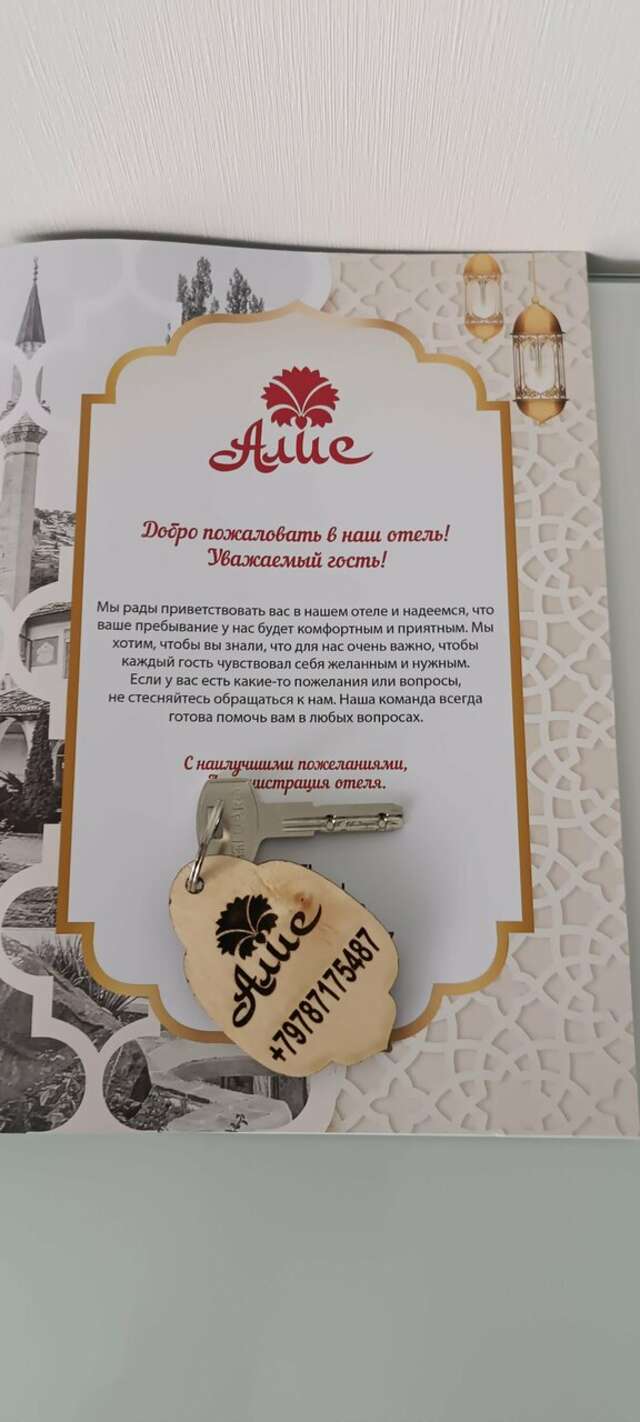 Алис
Добро пожаловать в наш отель!
Уважаемый гость!
Мы рады приветствовать вас в нашем отеле и надеемся, что
ваше пребывание у нас будет комфортным и приятным. Мы
хотим, чтобы вы знали, что для нас очень важно, чтобы
каждый гость чувствовал себя желанным и нужным.
Если у вас есть какие-то пожелания или вопросы,
не стесняйтесь обращаться к нам. Наша команда всегда
готова помочь вам в любых вопросах.
С наилучшими пожеланиями,
отеля.
Алис
+79787175487